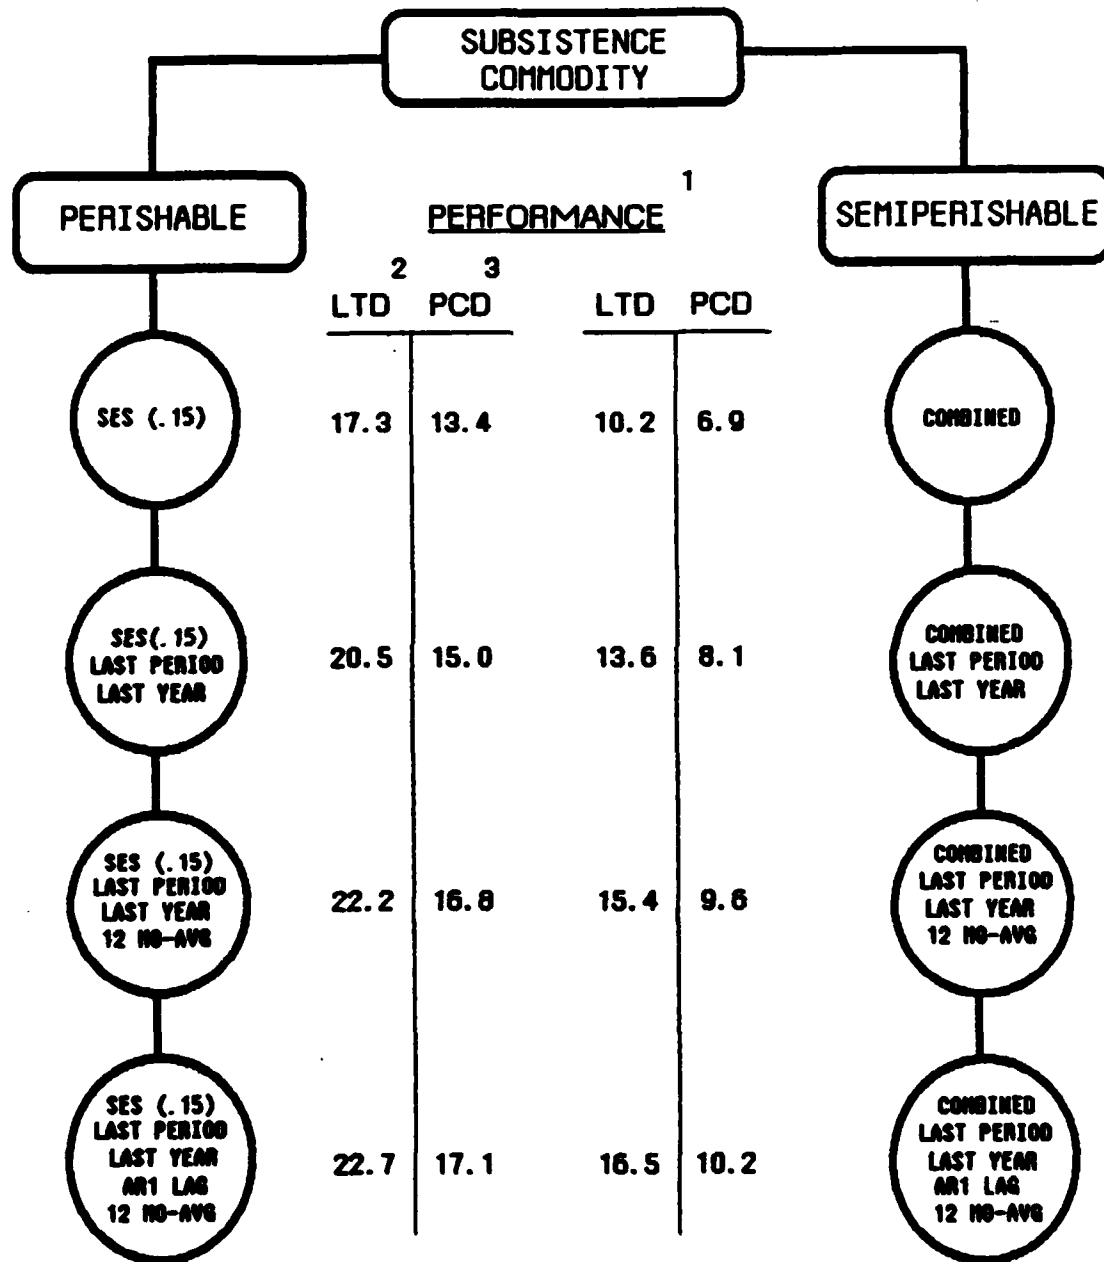 SUBSISTENCE
COMMODITY
PERISHABLE
PERFORMANCE 1
SEMIPERISHABLE
LTD 2 PCD 3 LTD PCD
SES (.15)
17.3 13.4 10.2 6.9
COMBINED
SES(.15)
LAST PERIOD
LAST YEAR
20.5 15.0 13.6 8.1
COMBINED
LAST PERIOD
LAST YEAR
SES (.15)
LAST PERIOD
LAST YEAR
12 MO-AVG
22.2 16.8 15.4 9.6
COMBINED
LAST PERIOD
LAST YEAR
12 MO-AVG
SES (.15)
LAST PERIOD
LAST YEAR
AR1 LAG
12 MO-AVG
22.7 17.1 16.5 10.2
COMBINED
LAST PERIOD
LAST YEAR
AR1 LAG
12 MO-AVG